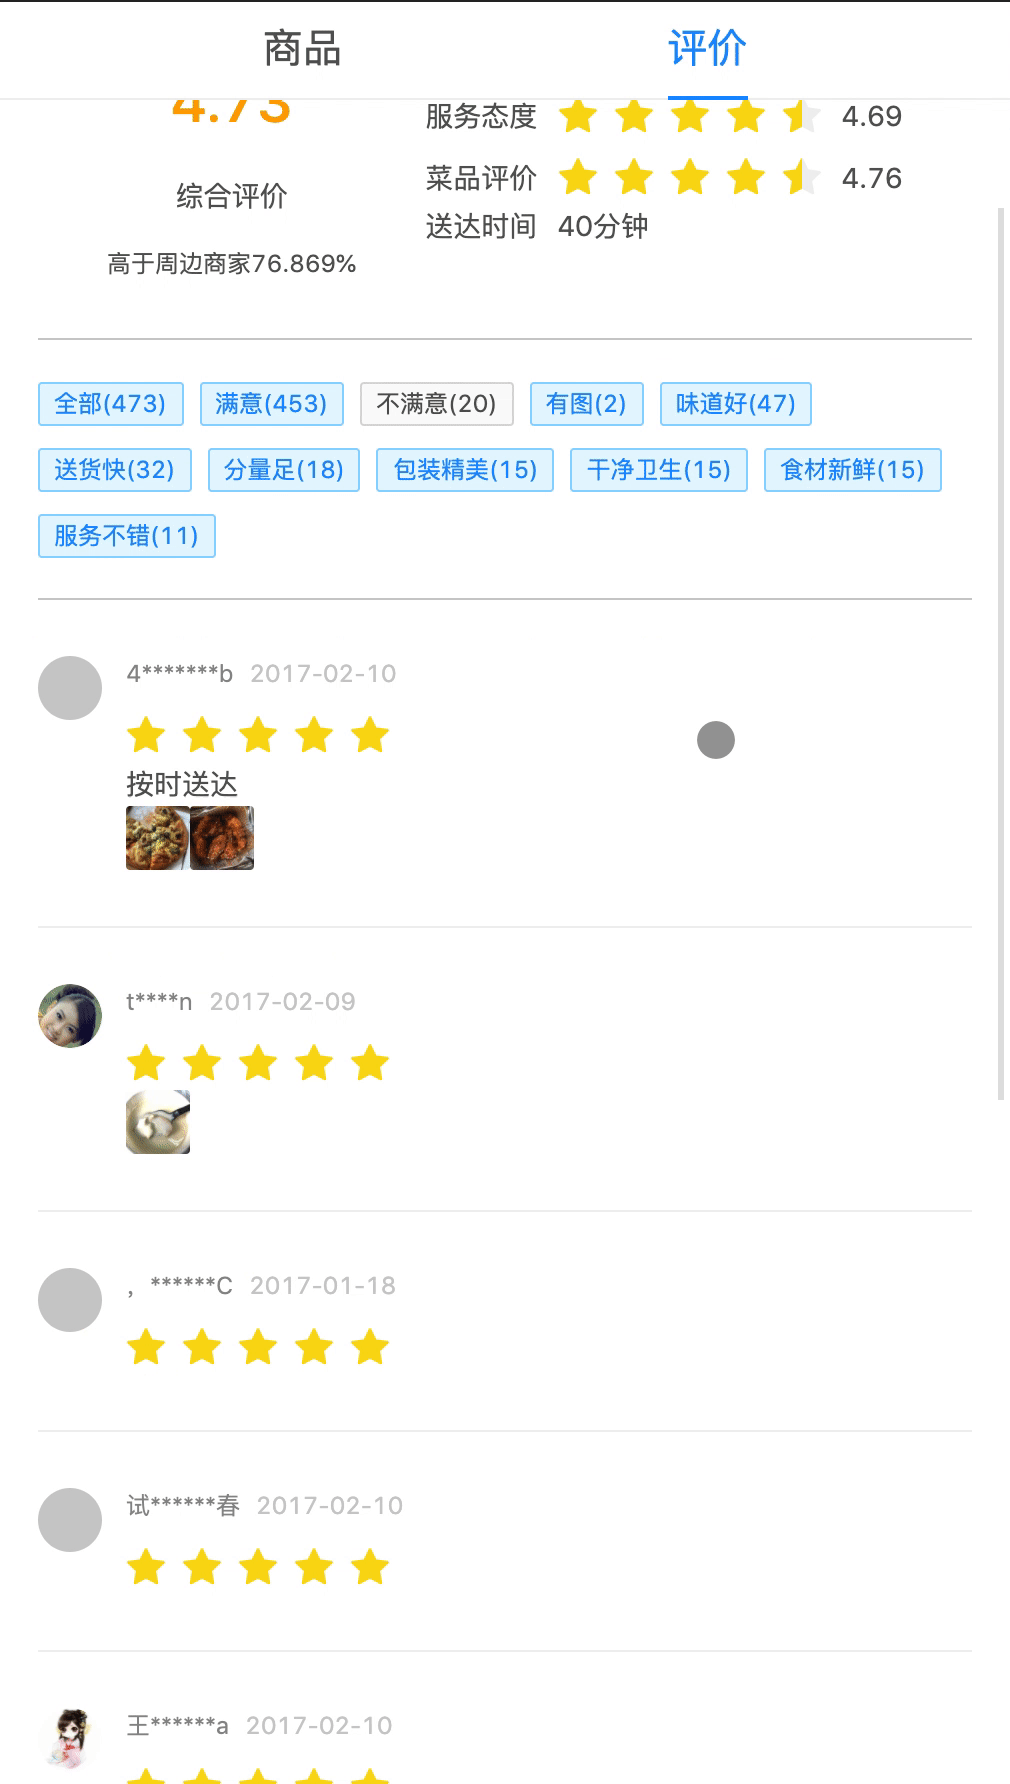 商品 评价
4.73
服务态度 4.69
菜品评价 4.76
综合评价
送达时间 40分钟
高于周边商家76.869%
全部(473) 满意(453) 不满意(20) 有图(2) 味道好(47)
送货快(32) 分量足(18) 包装精美(15) 干净卫生(15) 食材新鲜(15)
服务不错(11)
4*******b 2017-02-10
按时送达
t****n 2017-02-09
，******C 2017-01-18
试******春 2017-02-10
王******a 2017-02-10